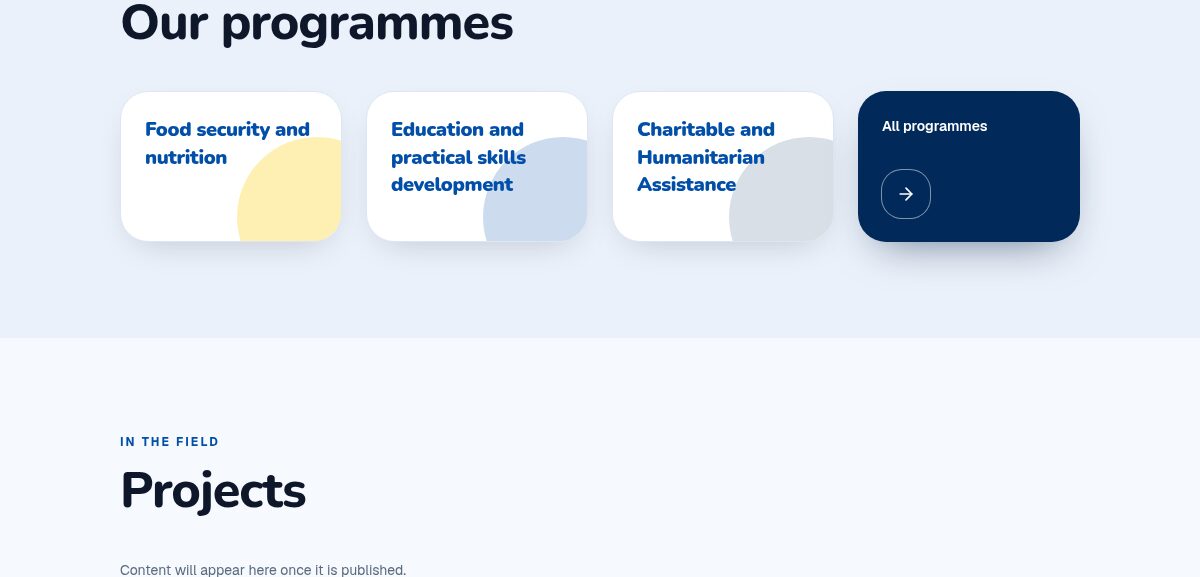 Our programmes
Food security and
nutrition
Education and
practical skills
development
Charitable and
Humanitarian
Assistance
All programmes
IN THE FIELD
Projects
Content will appear here once it is published.